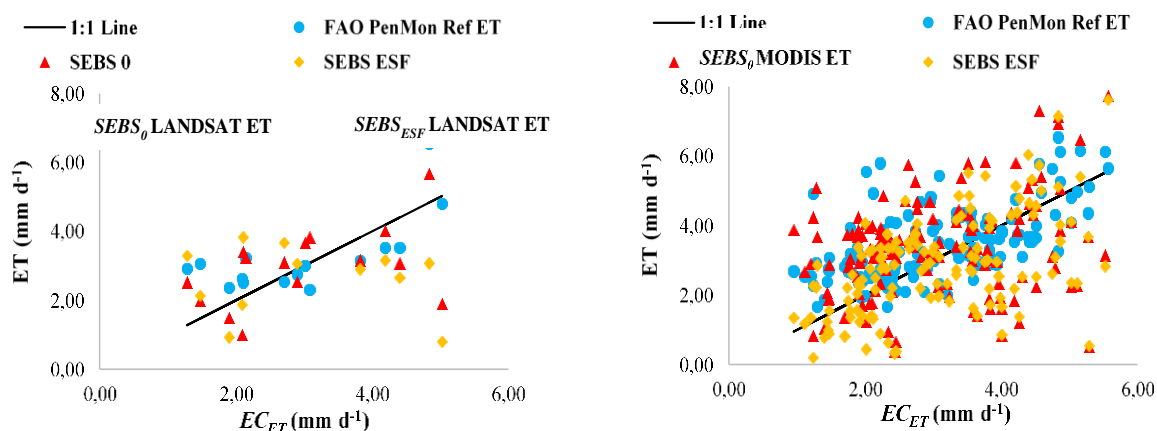 1:1 Line FAO PenMon Ref ET
SEBS 0 SEBS ESF
8,00
SEBS0 LANDSAT ET SEBSESF LANDSAT ET
6,00
4,00
2,00
0,00
0,00 2,00 4,00 6,00
ET (mm d-1)
ECET (mm d-1)
1:1 Line FAO PenMon Ref ET
SEBS0 MODIS ET SEBS ESF
8,00
6,00
4,00
2,00
0,00
0,00 2,00 4,00 6,00
ET (mm d-1)
ECET (mm d-1)